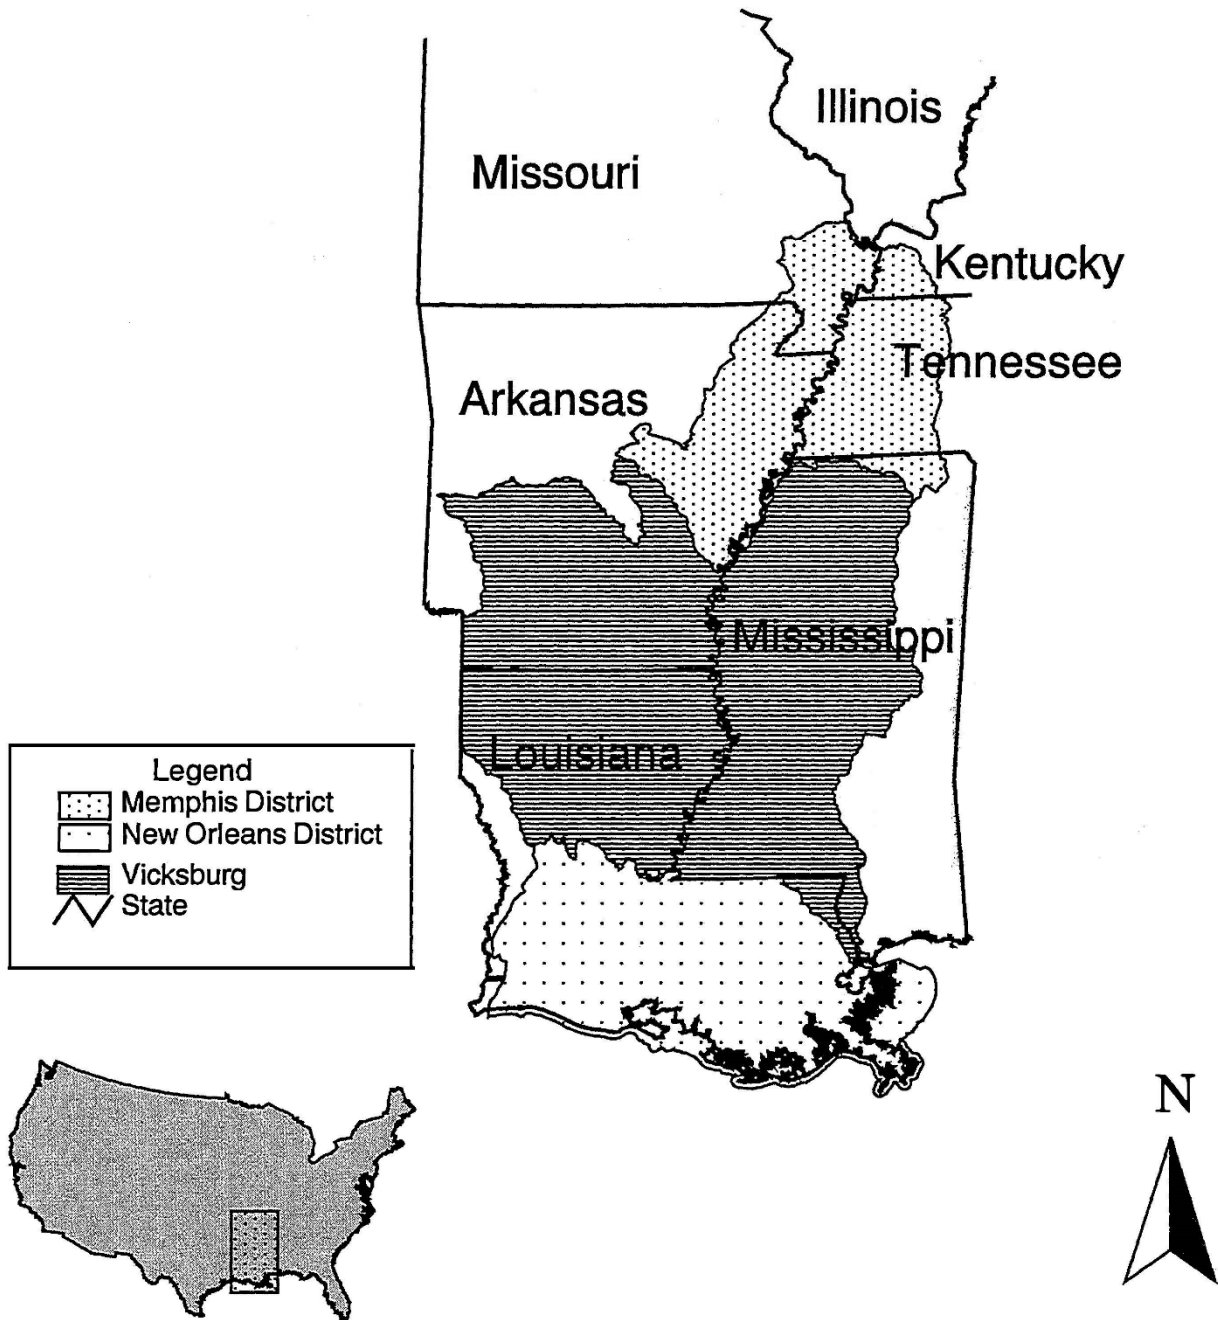 Illinois
Missouri
Kentucky
Tennessee
Arkansas
Mississippi
Louisiana
Legend
Memphis District
New Orleans District
Vicksburg
State
N